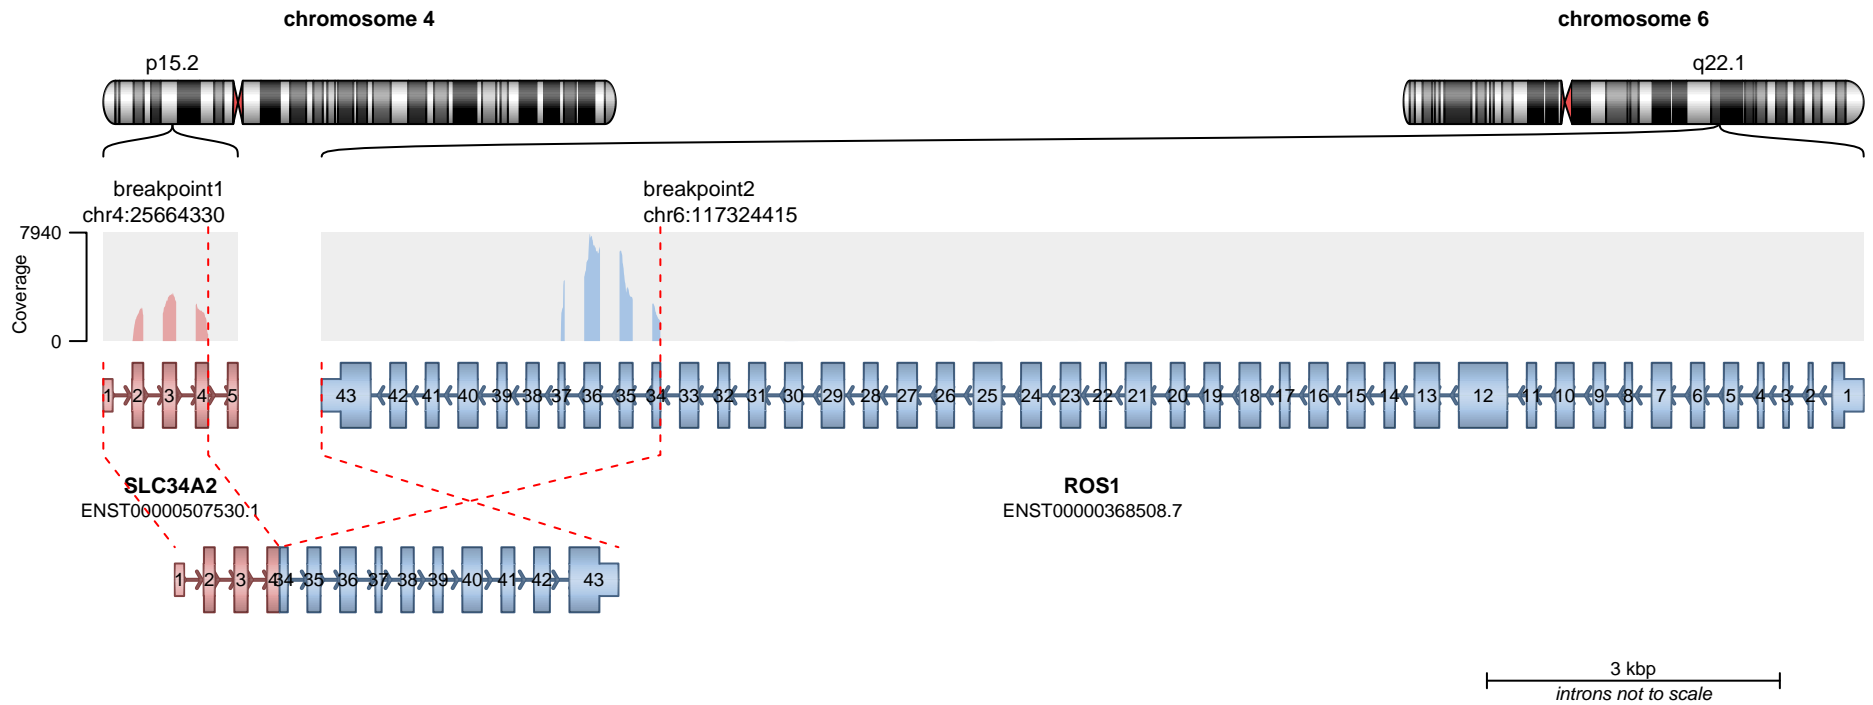 chromosome 4
chromosome 6
p15.2
q22.1
breakpoint1
chr4:25664330
breakpoint2
chr6:117324415
7940
Coverage
0
1 2 3 4 5
43 42 41 40 39 38 37 36 35 34 33 32 31 30 29 28 27 26 25 24 23 22 21 20 19 18 17 16 15 14 13 12 11 10 9 8 7 6 5 4 3 2 1
SLC34A2
ENST00000507530.1
ROS1
ENST00000368508.7
1 2 3 4 34 35 36 37 38 39 40 41 42 43
3 kbp
introns not to scale